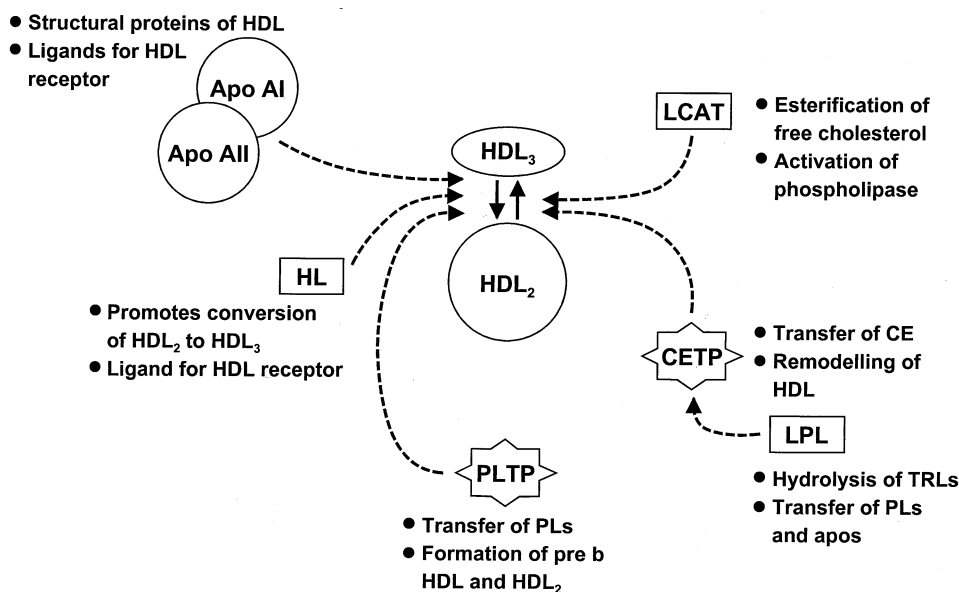 ● Structural proteins of HDL
● Ligands for HDL
receptor
Apo AI
Apo AII
HDL₃
HDL₂
LCAT
● Esterification of
free cholesterol
● Activation of
phospholipase
HL
● Promotes conversion
of HDL₂ to HDL₃
● Ligand for HDL receptor
CETP
● Transfer of CE
● Remodelling of
HDL
LPL
● Hydrolysis of TRLs
● Transfer of PLs
and apos
PLTP
● Transfer of PLs
● Formation of pre b
HDL and HDL₂